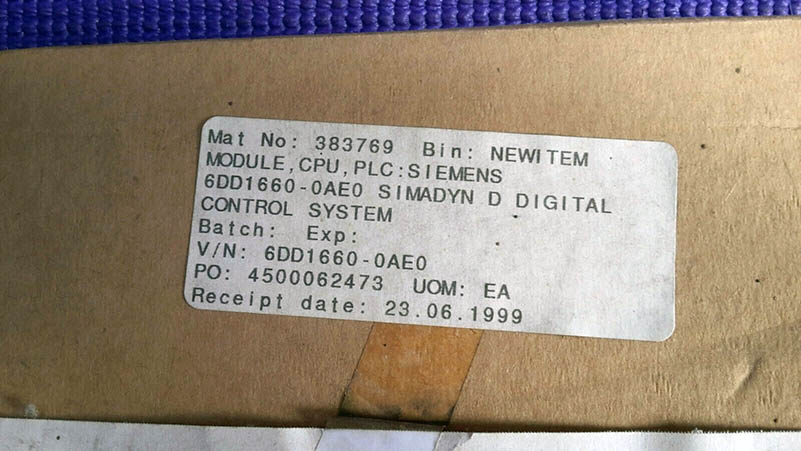 Mat No: 383769 Bin: NEWITEM
MODULE,CPU,PLC:SIEMENS
6DD1660-0AE0 SIMADYN D DIGITAL
CONTROL SYSTEM
Batch: Exp:
V/N: 6DD1660-0AE0
PO: 4500062473 UOM: EA
Receipt date: 23.06.1999